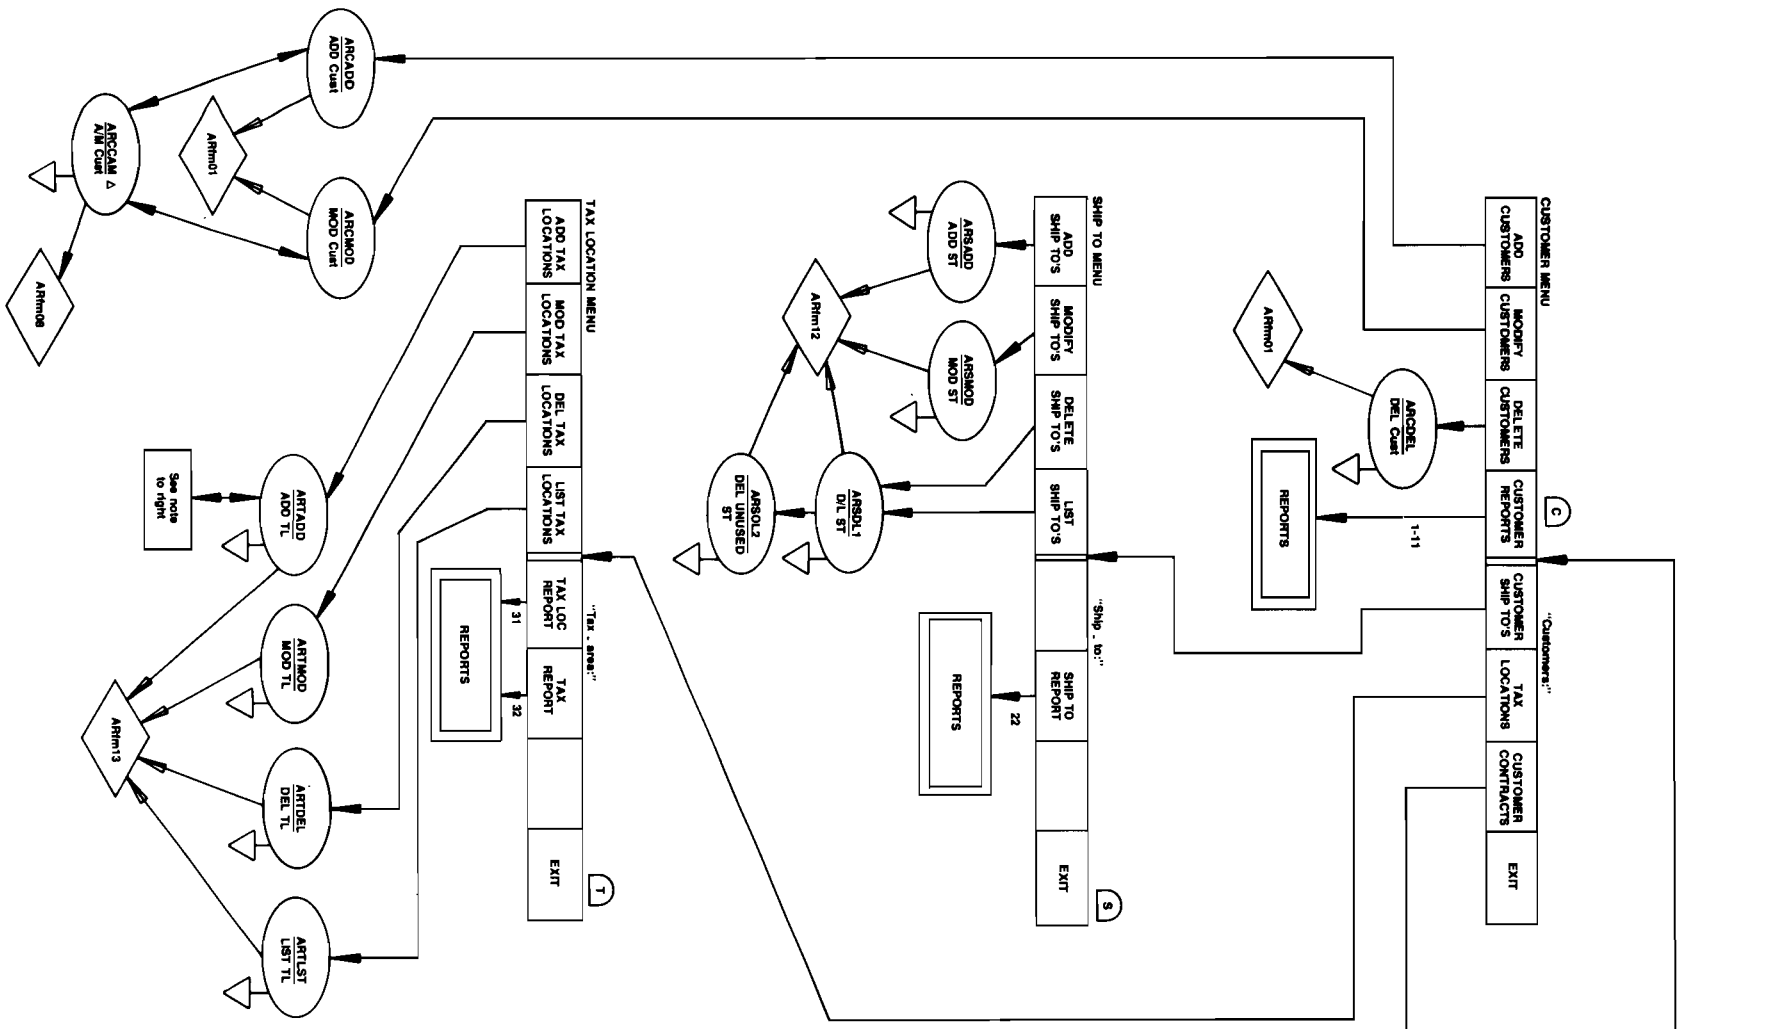 CUSTOMER MENU
"Customers:"
ADD
CUSTOMERS
MODIFY
CUSTOMERS
DELETE
CUSTOMERS
CUSTOMER
REPORTS
CUSTOMER
SHIP TO'S
TAX
LOCATIONS
CUSTOMER
CONTRACTS
EXIT
C
1-11
ARCDEL
DEL Cust
ARfm01
REPORTS
SHIP TO MENU
"Ship - to:"
S
ADD
SHIP TO'S
MODIFY
SHIP TO'S
DELETE
SHIP TO'S
LIST
SHIP TO'S
SHIP TO
REPORT
EXIT
22
ARSADD
ADD ST
ARSMOD
MOD ST
ARSDL1
D/L ST
REPORTS
ARfm12
ARSOL2
DEL UNUSED
ST
TAX LOCATION MENU
"Tax - area:"
T
ADD TAX
LOCATIONS
MOD TAX
LOCATIONS
DEL TAX
LOCATIONS
LIST TAX
LOCATIONS
TAX LOC
REPORT
TAX
REPORT
EXIT
31
32
REPORTS
ARCADD
ADD Cust
ARCMOD
MOD Cust
ARTADD
ADD TL
ARTMOD
MOD TL
ARTDEL
DEL TL
ARTLST
LIST TL
ARfm01
See note
to right
ARCCAM
A/M Cust
ARfm13
ARfm08